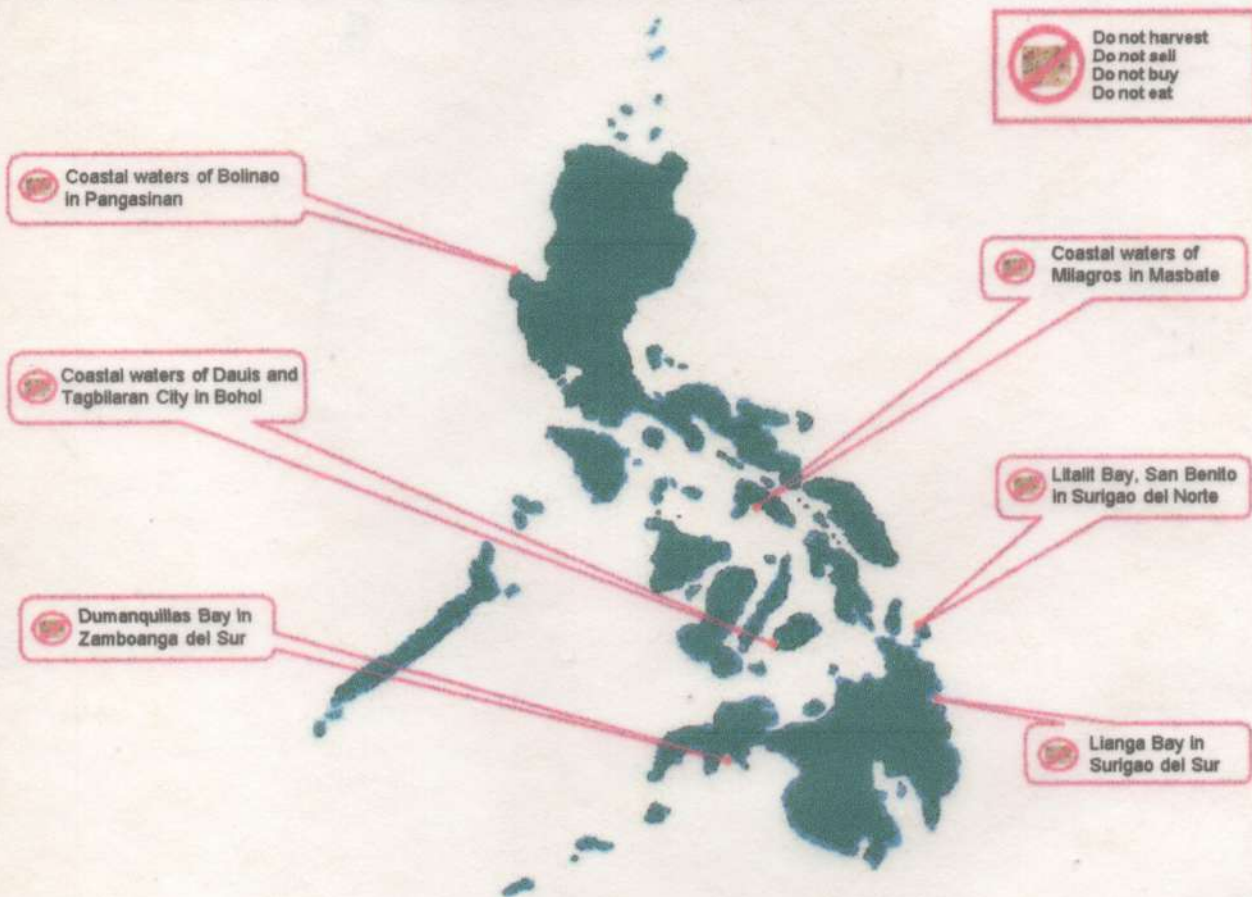 Do not harvest
Do not sell
Do not buy
Do not eat
Coastal waters of Bolinao
in Pangasinan
Coastal waters of
Milagros in Masbate
Coastal waters of Dauis and
Tagbilaran City in Bohol
Litalit Bay, San Benito
in Surigao del Norte
Dumanquillas Bay in
Zamboanga del Sur
Lianga Bay in
Surigao del Sur